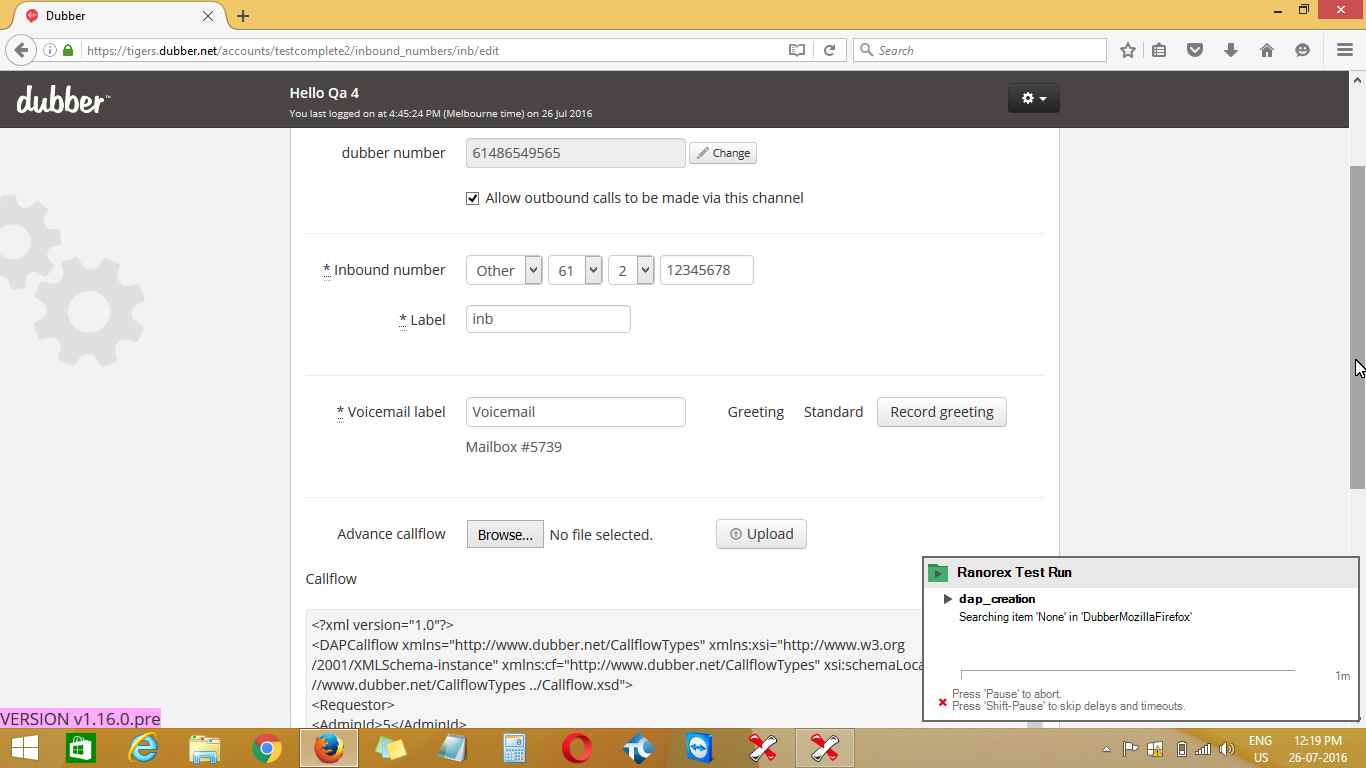 Dubber
https://tigers.dubber.net/accounts/testcomplete2/inbound_numbers/inb/edit
Search
dubber™
Hello Qa 4
You last logged on at 4:45:24 PM (Melbourne time) on 26 Jul 2016
dubber number
61486549565
Change
Allow outbound calls to be made via this channel
* Inbound number
Other
61
2
12345678
* Label
inb
* Voicemail label
Voicemail
Greeting
Standard
Record greeting
Mailbox #5739
Advance callflow
Browse...
No file selected.
Upload
Callflow
<?xml version="1.0"?>
<DAPCallflow xmlns="http://www.dubber.net/CallflowTypes" xmlns:xsi="http://www.w3.org
/2001/XMLSchema-instance" xmlns:cf="http://www.dubber.net/CallflowTypes" xsi:schemaLoca
//www.dubber.net/CallflowTypes ../Callflow.xsd">
<Requestor>
<AdminId>5</AdminId>
Ranorex Test Run
dap_creation
Searching item 'None' in 'DubberMozillaFirefox'
1m
Press 'Pause' to abort.
Press 'Shift-Pause' to skip delays and timeouts.
VERSION v1.16.0.pre
ENG
US
12:19 PM
26-07-2016